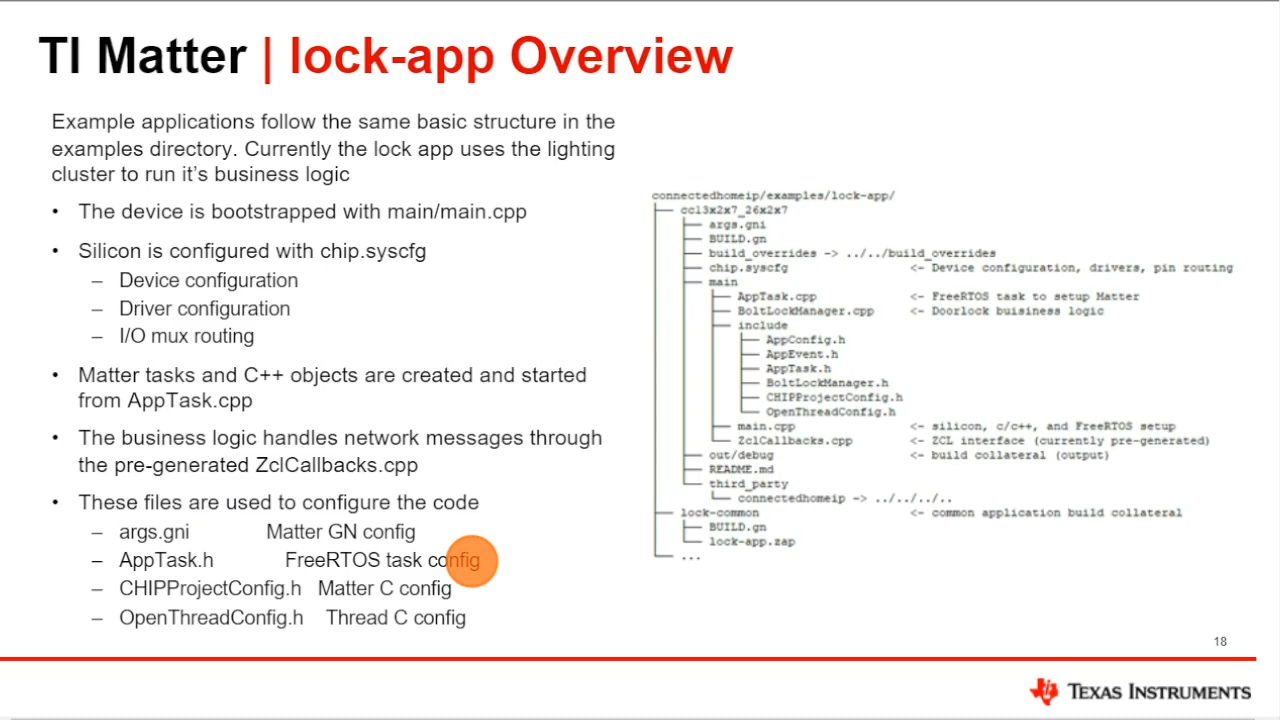 TI Matter | lock-app Overview
Example applications follow the same basic structure in the
examples directory. Currently the lock app uses the lighting
cluster to run it's business logic
• The device is bootstrapped with main/main.cpp
• Silicon is configured with chip.syscfg
– Device configuration
– Driver configuration
– I/O mux routing
• Matter tasks and C++ objects are created and started
from AppTask.cpp
• The business logic handles network messages through
the pre-generated ZclCallbacks.cpp
• These files are used to configure the code
– args.gni Matter GN config
– AppTask.h FreeRTOS task config
– CHIPProjectConfig.h Matter C config
– OpenThreadConfig.h Thread C config
connectedhomeip/examples/lock-app/
├── cc13x2x7_26x2x7
│   ├── args.gni
│   ├── BUILD.gn
│   ├── build_overrides -> ../../build_overrides
│   ├── chip.syscfg <- Device configuration, drivers, pin routing
│   ├── main
│   │   ├── AppTask.cpp <- FreeRTOS task to setup Matter
│   │   ├── BoltLockManager.cpp <- Doorlock buisiness logic
│   │   ├── include
│   │   │   ├── AppConfig.h
│   │   │   ├── AppEvent.h
│   │   │   ├── AppTask.h
│   │   │   ├── BoltLockManager.h
│   │   │   ├── CHIPProjectConfig.h
│   │   │   └── OpenThreadConfig.h
│   │   ├── main.cpp <- silicon, c/c++, and FreeRTOS setup
│   │   └── ZclCallbacks.cpp <- ZCL interface (currently pre-generated)
│   ├── out/debug <- build collateral (output)
│   ├── README.md
│   └── third_party
│       └── connectedhomeip -> ../../../..
├── lock-common <- common application build collateral
│   ├── BUILD.gn
│   └── lock-app.zap
└── ...
18
TEXAS INSTRUMENTS